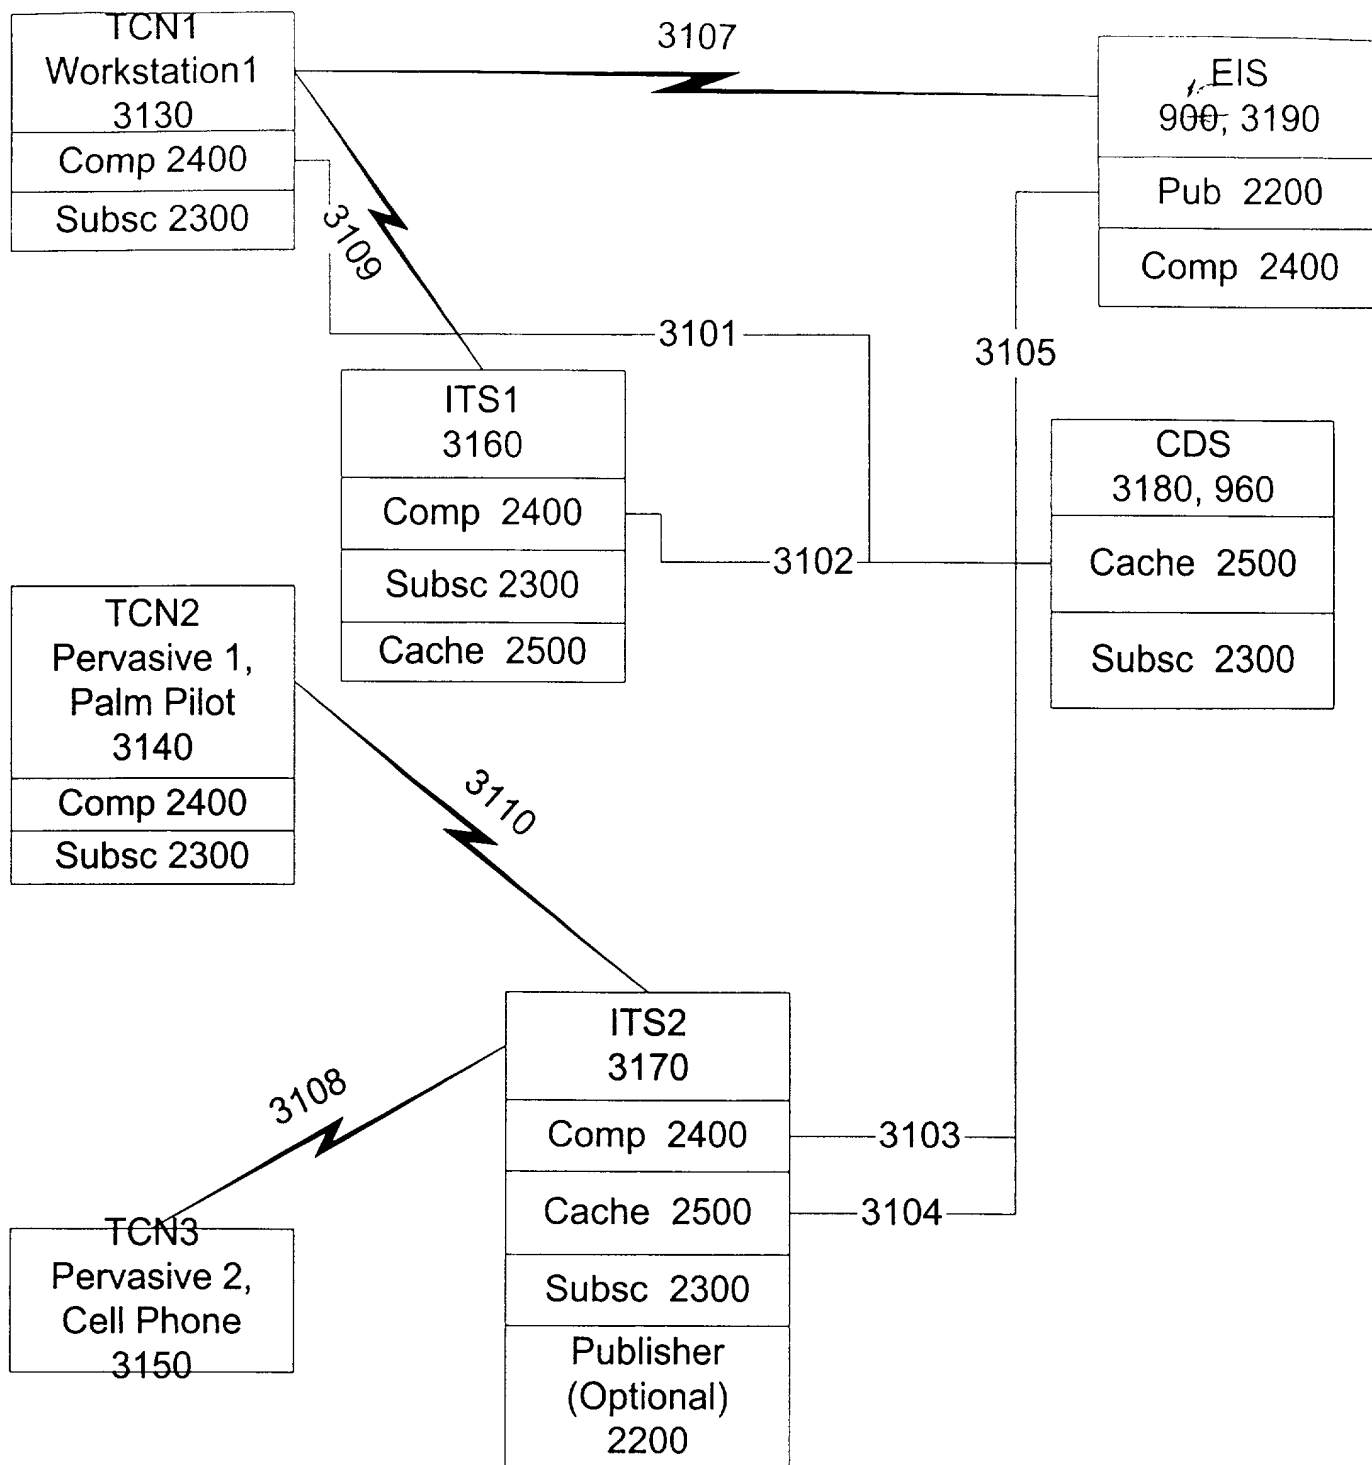 TCN1
Workstation1
3130
Comp 2400
Subsc 2300
3107
EIS
900, 3190
Pub 2200
Comp 2400
3109
3101
3105
ITS1
3160
Comp 2400
Subsc 2300
Cache 2500
3102
CDS
3180, 960
Cache 2500
Subsc 2300
TCN2
Pervasive 1,
Palm Pilot
3140
Comp 2400
Subsc 2300
3110
ITS2
3170
Comp 2400
Cache 2500
Subsc 2300
Publisher
(Optional)
2200
3103
3104
3108
TCN3
Pervasive 2,
Cell Phone
3150